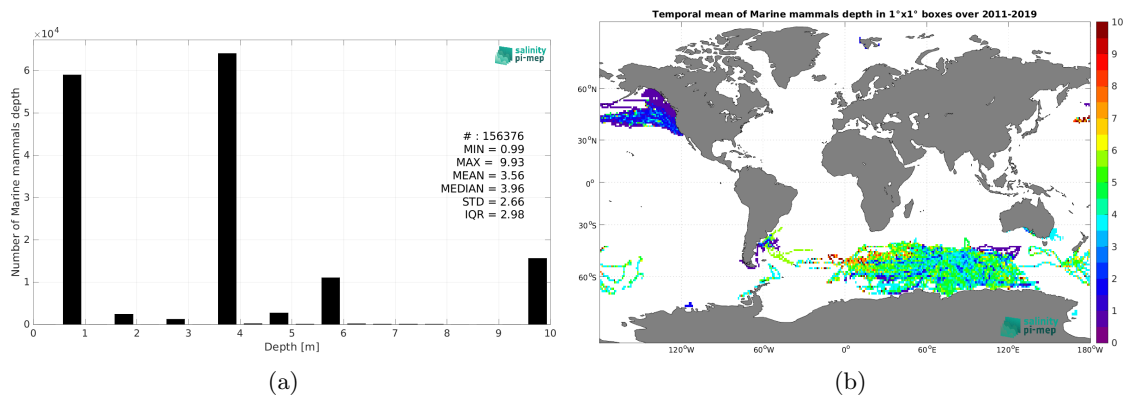 ×10⁴
salinity
pi-mep
6
5
4
3
2
1
0
Number of Marine mammals depth
# : 156376
MIN = 0.99
MAX = 9.93
MEAN = 3.56
MEDIAN = 3.96
STD = 2.66
IQR = 2.98
0 1 2 3 4 5 6 7 8 9 10
Depth [m]
(a)
Temporal mean of Marine mammals depth in 1°x1° boxes over 2011-2019
60°N
30°N
0°
30°S
60°S
120°W 60°W 0° 60°E 120°E 180°W
salinity
pi-mep
10
9
8
7
6
5
4
3
2
1
0
(b)